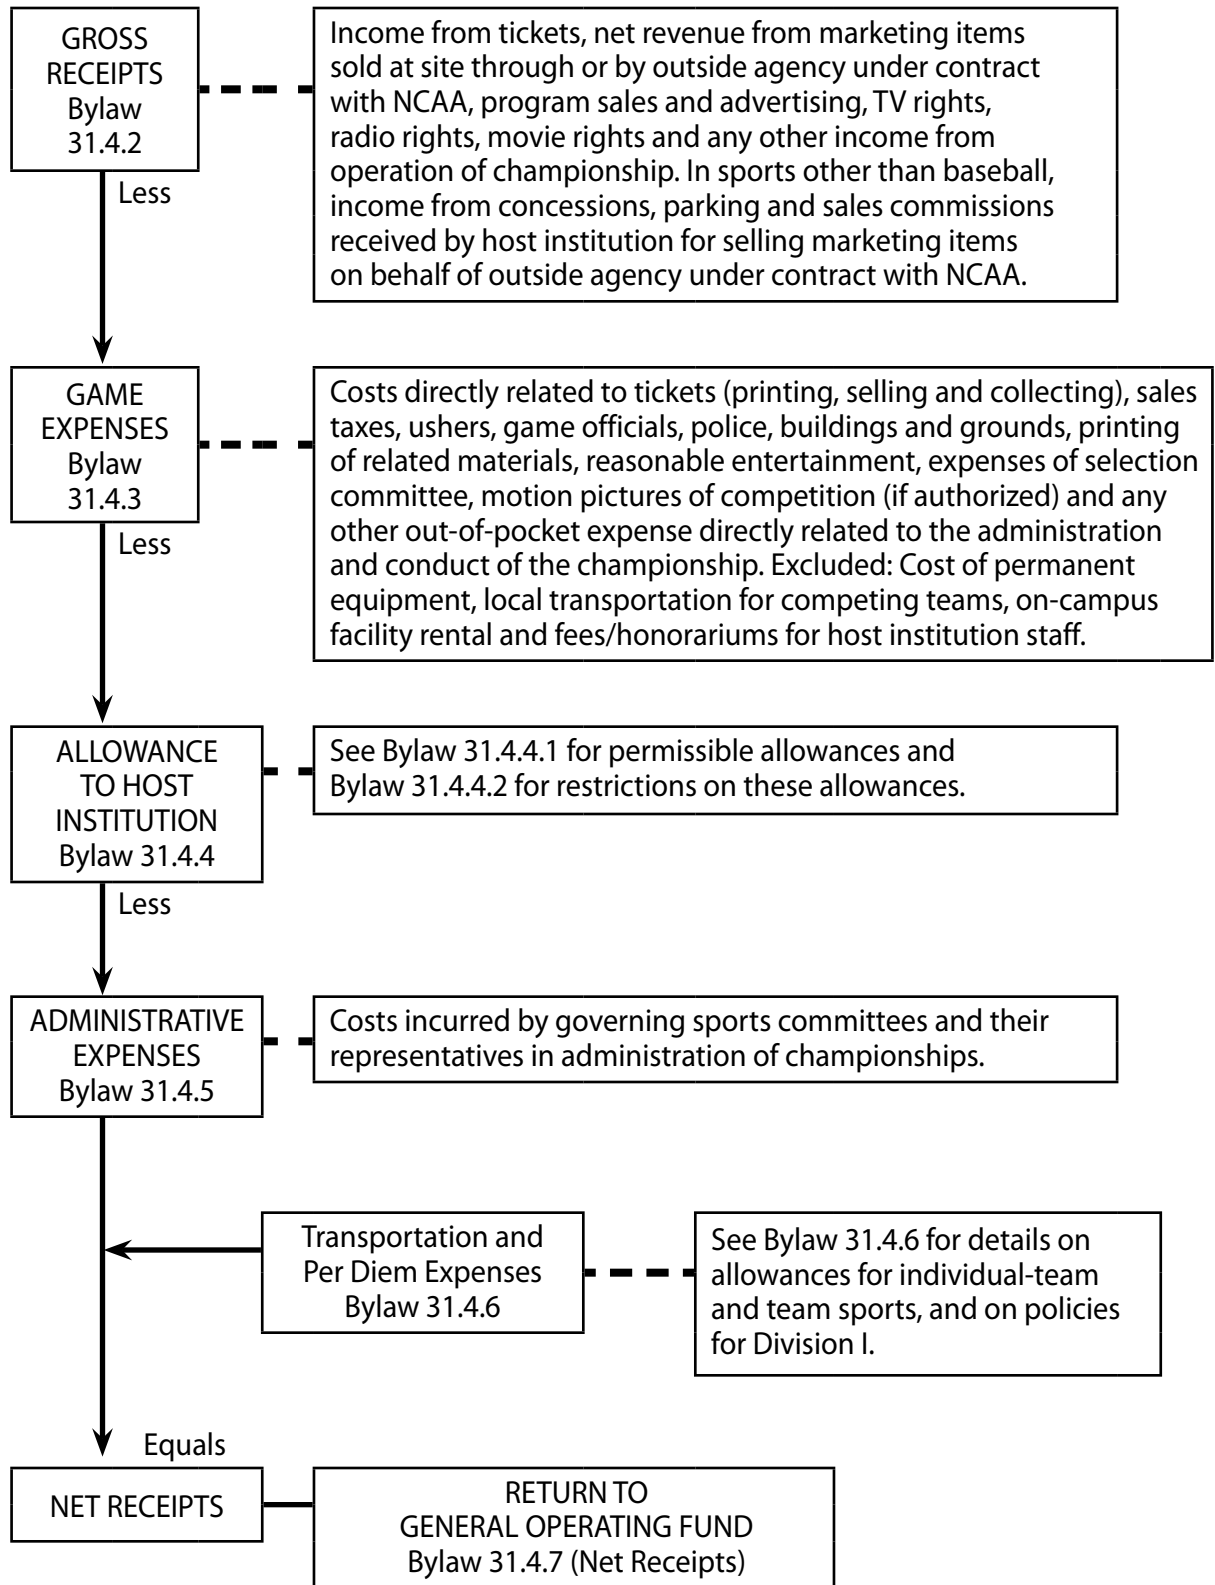 GROSS
RECEIPTS
Bylaw
31.4.2
Income from tickets, net revenue from marketing items
sold at site through or by outside agency under contract
with NCAA, program sales and advertising, TV rights,
radio rights, movie rights and any other income from
operation of championship. In sports other than baseball,
income from concessions, parking and sales commissions
received by host institution for selling marketing items
on behalf of outside agency under contract with NCAA.
Less
GAME
EXPENSES
Bylaw
31.4.3
Costs directly related to tickets (printing, selling and collecting), sales
taxes, ushers, game officials, police, buildings and grounds, printing
of related materials, reasonable entertainment, expenses of selection
committee, motion pictures of competition (if authorized) and any
other out-of-pocket expense directly related to the administration
and conduct of the championship. Excluded: Cost of permanent
equipment, local transportation for competing teams, on-campus
facility rental and fees/honorariums for host institution staff.
Less
ALLOWANCE
TO HOST
INSTITUTION
Bylaw 31.4.4
See Bylaw 31.4.4.1 for permissible allowances and
Bylaw 31.4.4.2 for restrictions on these allowances.
Less
ADMINISTRATIVE
EXPENSES
Bylaw 31.4.5
Costs incurred by governing sports committees and their
representatives in administration of championships.
Transportation and
Per Diem Expenses
Bylaw 31.4.6
See Bylaw 31.4.6 for details on
allowances for individual-team
and team sports, and on policies
for Division I.
Equals
NET RECEIPTS
RETURN TO
GENERAL OPERATING FUND
Bylaw 31.4.7 (Net Receipts)